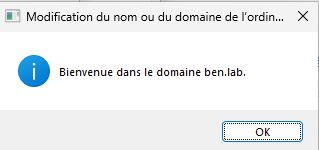 Modification du nom ou du domaine de l'ordin...
Bienvenue dans le domaine ben.lab.
OK